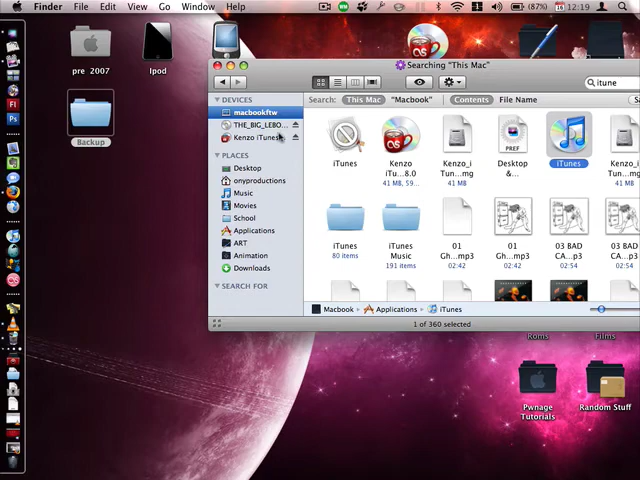 Finder File Edit View Go Window Help
(87%)
12:19
pre 2007
Ipod
Backup
Searching "This Mac"
itune
Search: This Mac "Macbook" Contents File Name
DEVICES
macbookftw
THE_BIG_LEBO...
Kenzo iTunes
PLACES
Desktop
onyproductions
Music
Movies
School
Applications
ART
Animation
Downloads
SEARCH FOR
PREF
iTunes
Kenzo
iTu....8.0
41 MB, 59...
Kenzo_i
Tun...mg
41 MB
Desktop
&...
iTunes
Kenzo_i
Tun...m
41 MB
iTunes
80 items
iTunes
Music
191 items
01
Gh....p3
02:42
01
Gh....mp3
02:42
03 BAD
CA....p3
02:54
03 BAD
CA...
02:54
Macbook Applications iTunes
1 of 360 selected
Roms
Films
Pwnage
Tutorials
Random Stuff